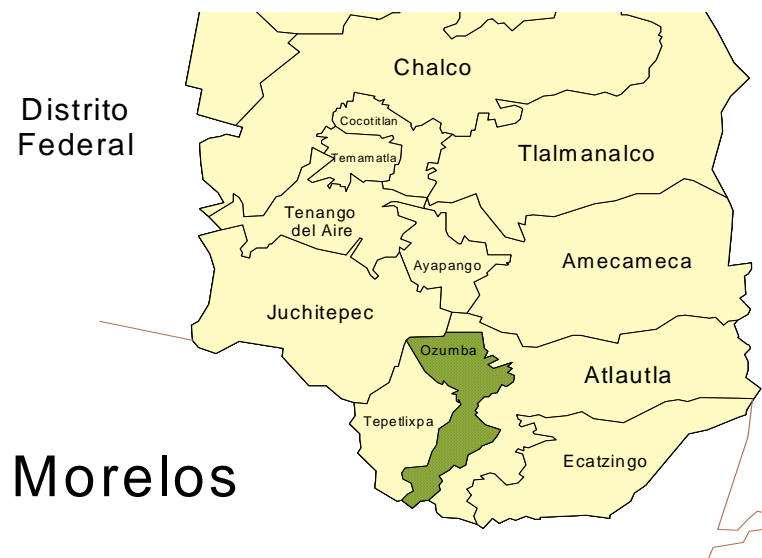 Chalco
Distrito
Federal
Cocotitlan
Temamatla
Tlalmanalco
Tenango
del Aire
Ayapango
Amecameca
Juchitepec
Ozumba
Atlautla
Tepetlixpa
Ecatzingo
Morelos